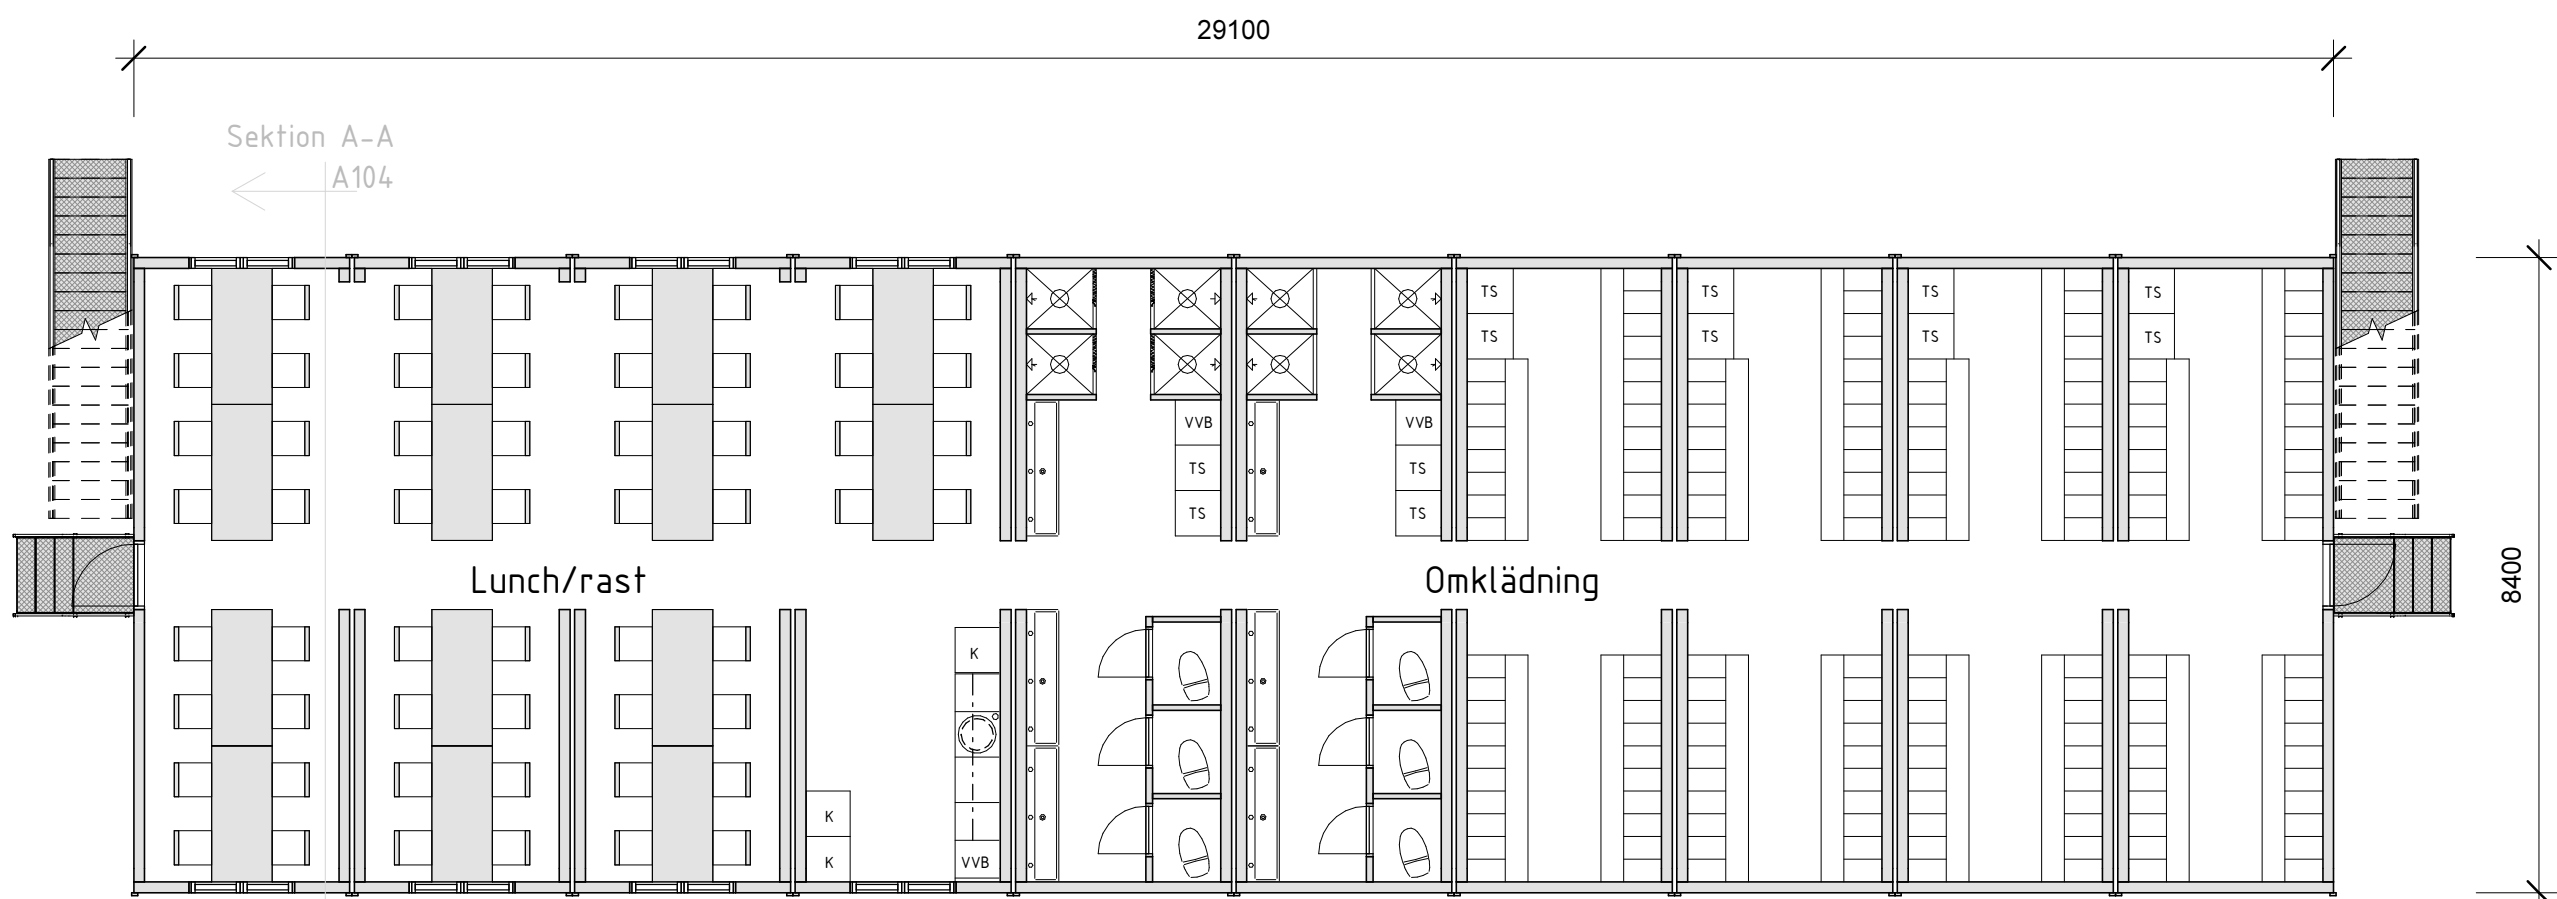 29100
Sektion A-A
A104
TS TS TS TS
TS TS TS TS
VVB VVB
TS TS
TS TS
Lunch/rast Omklädning
8400
K
K
K VVB